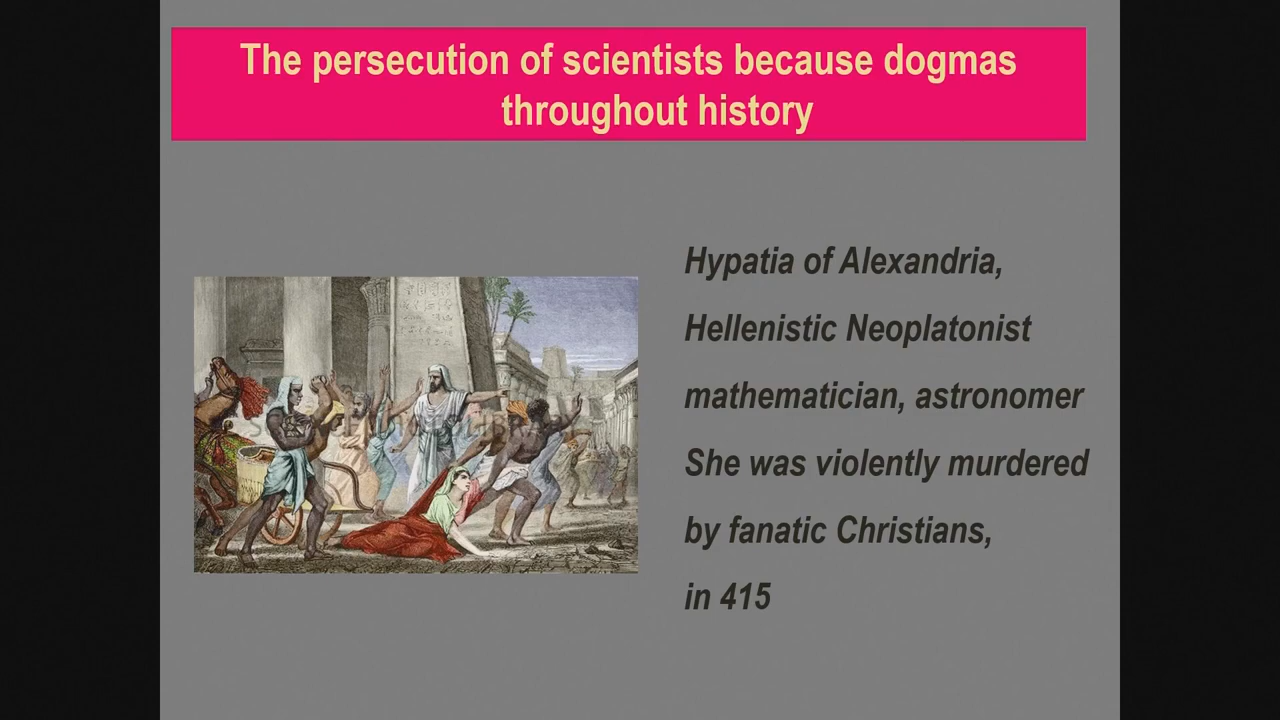 The persecution of scientists because dogmas
throughout history
Hypatia of Alexandria,
Hellenistic Neoplatonist
mathematician, astronomer
She was violently murdered
by fanatic Christians,
in 415